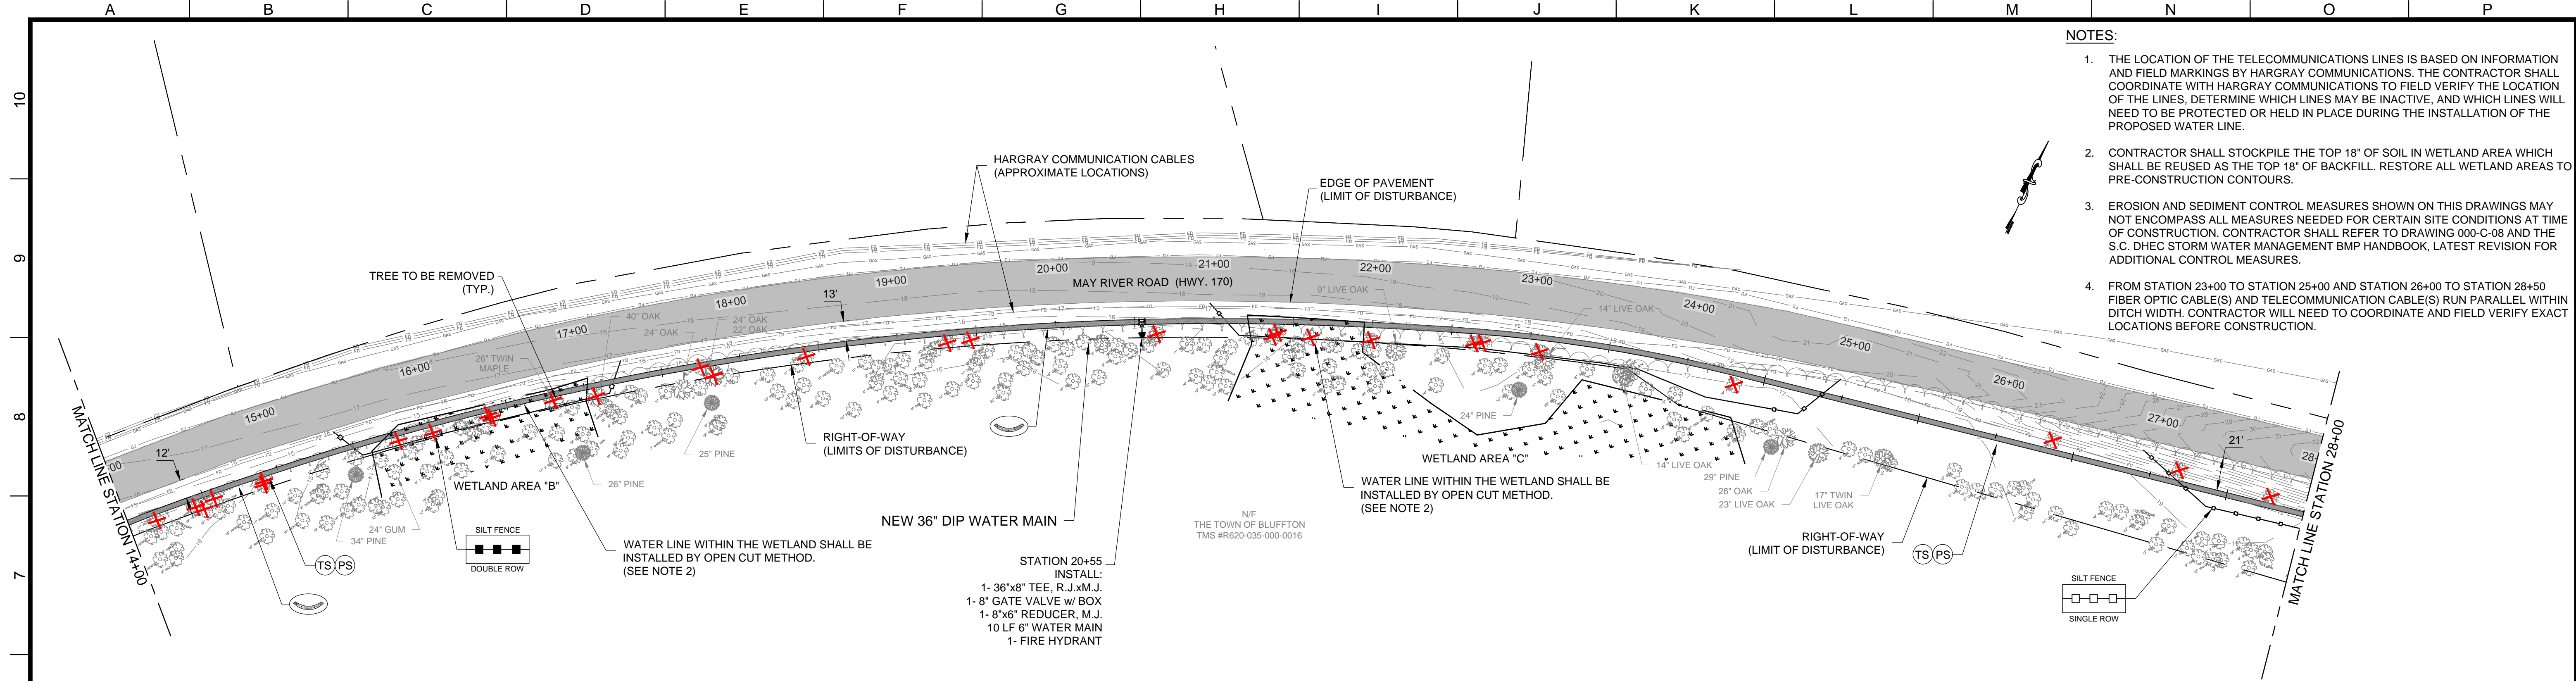 A B C D E F G H I J K L M N O P
10
9
8
7
NOTES:
1. THE LOCATION OF THE TELECOMMUNICATIONS LINES IS BASED ON INFORMATION
AND FIELD MARKINGS BY HARGRAY COMMUNICATIONS. THE CONTRACTOR SHALL
COORDINATE WITH HARGRAY COMMUNICATIONS TO FIELD VERIFY THE LOCATION
OF THE LINES, DETERMINE WHICH LINES MAY BE INACTIVE, AND WHICH LINES WILL
NEED TO BE PROTECTED OR HELD IN PLACE DURING THE INSTALLATION OF THE
PROPOSED WATER LINE.
2. CONTRACTOR SHALL STOCKPILE THE TOP 18" OF SOIL IN WETLAND AREA WHICH
SHALL BE REUSED AS THE TOP 18" OF BACKFILL. RESTORE ALL WETLAND AREAS TO
PRE-CONSTRUCTION CONTOURS.
3. EROSION AND SEDIMENT CONTROL MEASURES SHOWN ON THIS DRAWINGS MAY
NOT ENCOMPASS ALL MEASURES NEEDED FOR CERTAIN SITE CONDITIONS AT TIME
OF CONSTRUCTION. CONTRACTOR SHALL REFER TO DRAWING 000-C-08 AND THE
S.C. DHEC STORM WATER MANAGEMENT BMP HANDBOOK, LATEST REVISION FOR
ADDITIONAL CONTROL MEASURES.
4. FROM STATION 23+00 TO STATION 25+00 AND STATION 26+00 TO STATION 28+50
FIBER OPTIC CABLE(S) AND TELECOMMUNICATION CABLE(S) RUN PARALLEL WITHIN
DITCH WIDTH. CONTRACTOR WILL NEED TO COORDINATE AND FIELD VERIFY EXACT
LOCATIONS BEFORE CONSTRUCTION.
HARGRAY COMMUNICATION CABLES
(APPROXIMATE LOCATIONS)
EDGE OF PAVEMENT
(LIMIT OF DISTURBANCE)
TREE TO BE REMOVED
(TYP.)
MAY RIVER ROAD (HWY. 170)
15+00
16+00
17+00
18+00
19+00
20+00
21+00
22+00
23+00
24+00
25+00
26+00
27+00
28+
12'
13'
21'
26" TWIN
MAPLE
40" OAK
24" OAK
24" OAK
22" OAK
9" LIVE OAK
14" LIVE OAK
MATCH LINE STATION 14+00
MATCH LINE STATION 28+00
24" GUM
34" PINE
WETLAND AREA "B"
26" PINE
25" PINE
RIGHT-OF-WAY
(LIMITS OF DISTURBANCE)
TS PS
SILT FENCE
DOUBLE ROW
WATER LINE WITHIN THE WETLAND SHALL BE
INSTALLED BY OPEN CUT METHOD.
(SEE NOTE 2)
NEW 36" DIP WATER MAIN
STATION 20+55
INSTALL:
1- 36"x8" TEE, R.J.xM.J.
1- 8" GATE VALVE w/ BOX
1- 8"x6" REDUCER, M.J.
10 LF 6" WATER MAIN
1- FIRE HYDRANT
N/F
THE TOWN OF BLUFFTON
TMS #R620-035-000-0016
24" PINE
WETLAND AREA "C"
WATER LINE WITHIN THE WETLAND SHALL BE
INSTALLED BY OPEN CUT METHOD.
(SEE NOTE 2)
14" LIVE OAK
29" PINE
26" OAK
23" LIVE OAK
17" TWIN
LIVE OAK
RIGHT-OF-WAY
(LIMIT OF DISTURBANCE)
TS PS
SILT FENCE
SINGLE ROW